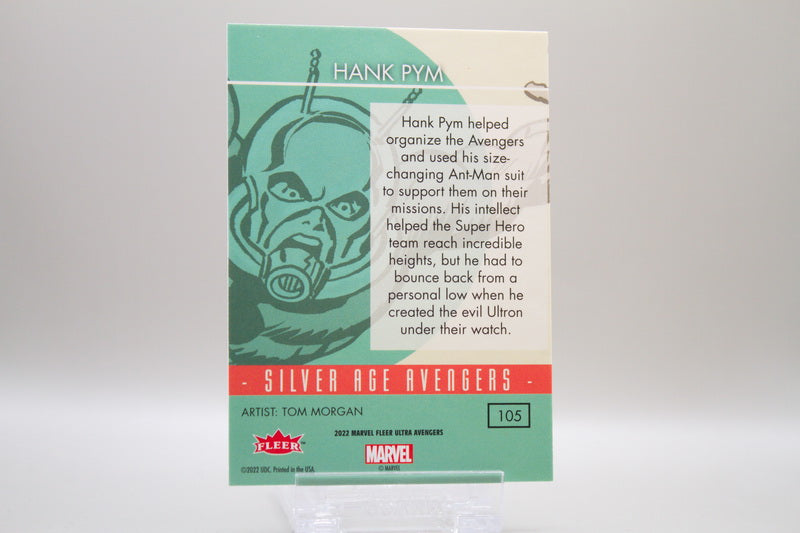 HANK PYM
Hank Pym helped
organize the Avengers
and used his size-
changing Ant-Man suit
to support them on their
missions. His intellect
helped the Super Hero
team reach incredible
heights, but he had to
bounce back from a
personal low when he
created the evil Ultron
under their watch.
- SILVER AGE AVENGERS -
ARTIST: TOM MORGAN
105
2022 MARVEL FLEER ULTRA AVENGERS
FLEER™
MARVEL
©2022 UDC. Printed in the USA.
© MARVEL